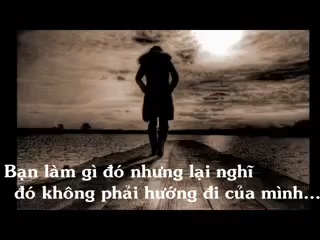 Bạn làm gì đó nhưng lại nghĩ
đó không phải hướng đi của mình...